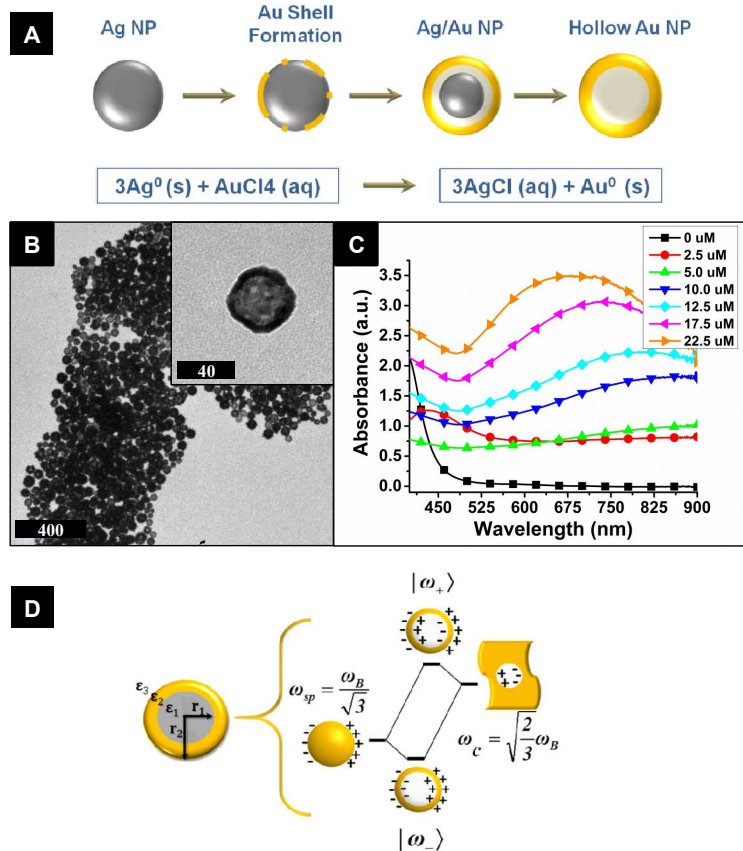 A
Ag NP
Au Shell
Formation
Ag/Au NP
Hollow Au NP
3Ag⁰ (s) + AuCl4 (aq)
3AgCl (aq) + Au⁰ (s)
B
40
400
C
0 uM
2.5 uM
5.0 uM
10.0 uM
12.5 uM
17.5 uM
22.5 uM
Absorbance (a.u.)
3.5
3.0
2.5
2.0
1.5
1.0
0.5
0.0
450 525 600 675 750 825 900
Wavelength (nm)
D
|ω₊⟩
ε₃ ε₂ ε₁ r₁
r₂
ω_sp = ω_B/√3
ω_c = √(2/3) ω_B
|ω₋⟩